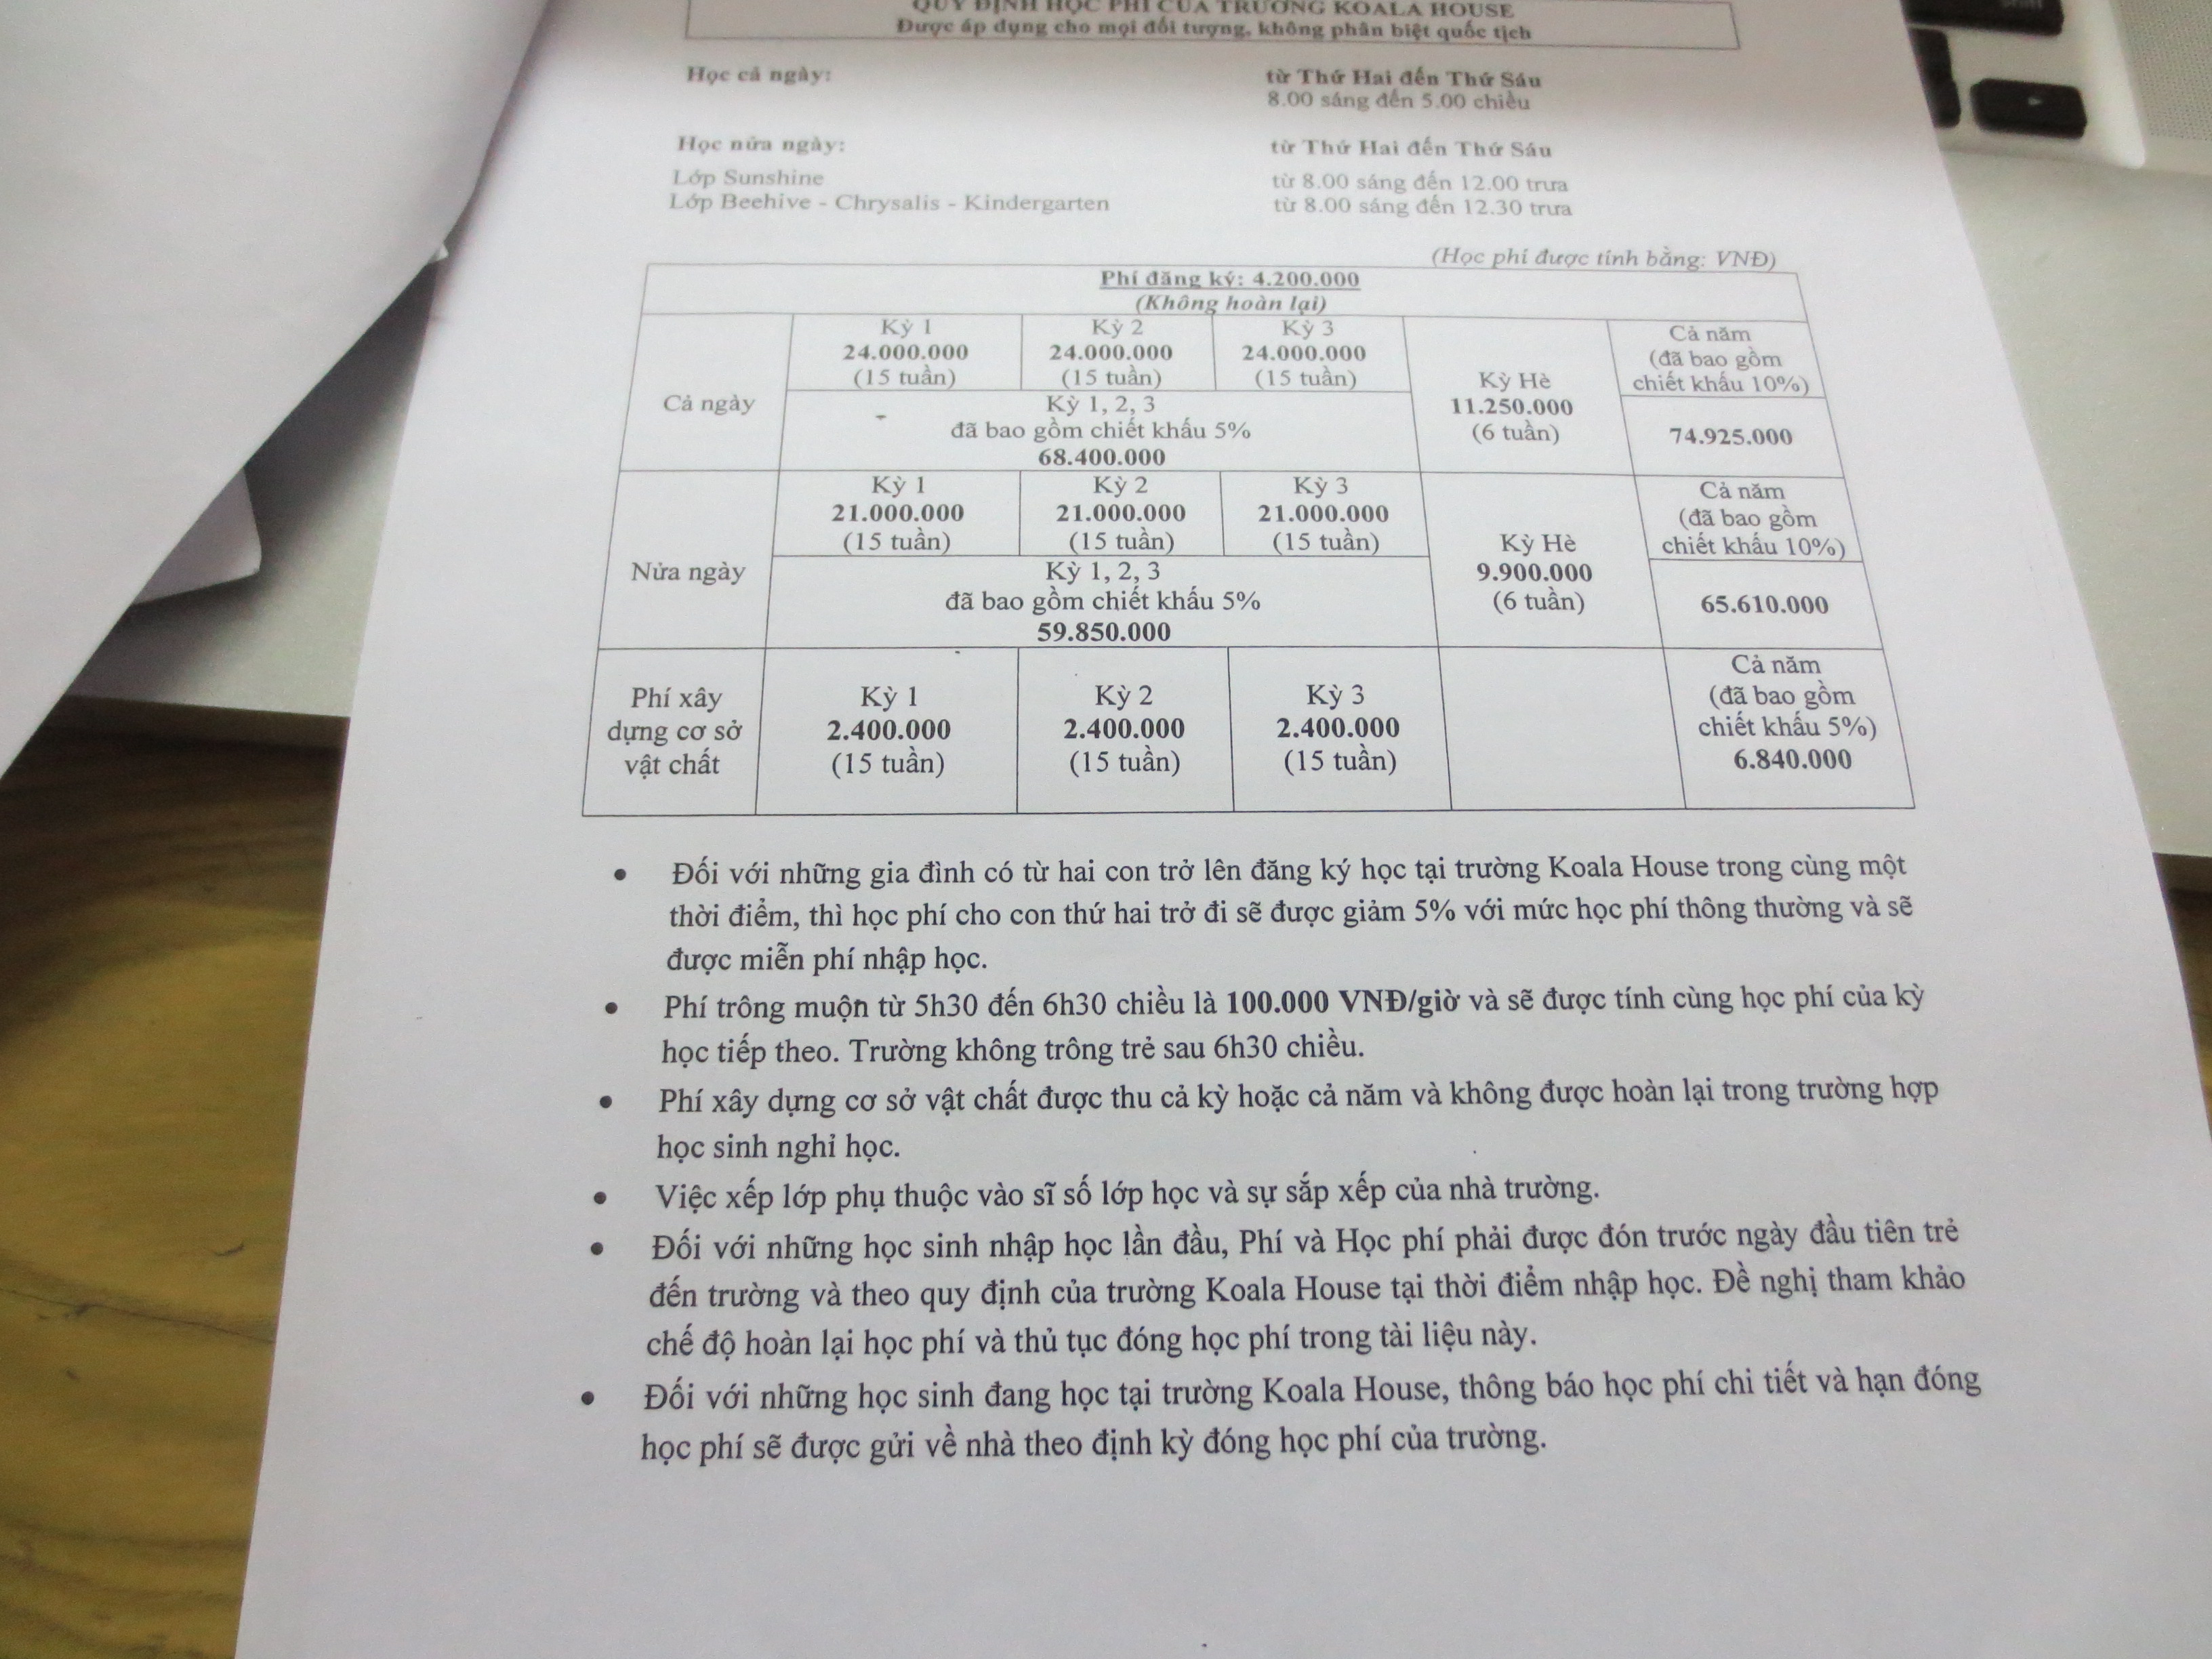 QUY ĐỊNH HỌC PHÍ CỦA TRƯỜNG KOALA HOUSE
Được áp dụng cho mọi đối tượng, không phân biệt quốc tịch
Học cả ngày: từ Thứ Hai đến Thứ Sáu
8.00 sáng đến 5.00 chiều
Học nửa ngày: từ Thứ Hai đến Thứ Sáu
Lớp Sunshine từ 8.00 sáng đến 12.00 trưa
Lớp Beehive - Chrysalis - Kindergarten từ 8.00 sáng đến 12.30 trưa
(Học phí được tính bằng: VNĐ)
Phí đăng ký: 4.200.000
(Không hoàn lại)
Cả ngày
Kỳ 1
24.000.000
(15 tuần)
Kỳ 2
24.000.000
(15 tuần)
Kỳ 3
24.000.000
(15 tuần)
Kỳ 1, 2, 3
đã bao gồm chiết khấu 5%
68.400.000
Kỳ Hè
11.250.000
(6 tuần)
Cả năm
(đã bao gồm
chiết khấu 10%)
74.925.000
Nửa ngày
Kỳ 1
21.000.000
(15 tuần)
Kỳ 2
21.000.000
(15 tuần)
Kỳ 3
21.000.000
(15 tuần)
Kỳ 1, 2, 3
đã bao gồm chiết khấu 5%
59.850.000
Kỳ Hè
9.900.000
(6 tuần)
Cả năm
(đã bao gồm
chiết khấu 10%)
65.610.000
Phí xây
dựng cơ sở
vật chất
Kỳ 1
2.400.000
(15 tuần)
Kỳ 2
2.400.000
(15 tuần)
Kỳ 3
2.400.000
(15 tuần)
Cả năm
(đã bao gồm
chiết khấu 5%)
6.840.000
• Đối với những gia đình có từ hai con trở lên đăng ký học tại trường Koala House trong cùng một
thời điểm, thì học phí cho con thứ hai trở đi sẽ được giảm 5% với mức học phí thông thường và sẽ
được miễn phí nhập học.
• Phí trông muộn từ 5h30 đến 6h30 chiều là 100.000 VNĐ/giờ và sẽ được tính cùng học phí của kỳ
học tiếp theo. Trường không trông trẻ sau 6h30 chiều.
• Phí xây dựng cơ sở vật chất được thu cả kỳ hoặc cả năm và không được hoàn lại trong trường hợp
học sinh nghỉ học.
• Việc xếp lớp phụ thuộc vào sĩ số lớp học và sự sắp xếp của nhà trường.
• Đối với những học sinh nhập học lần đầu, Phí và Học phí phải được đón trước ngày đầu tiên trẻ
đến trường và theo quy định của trường Koala House tại thời điểm nhập học. Đề nghị tham khảo
chế độ hoàn lại học phí và thủ tục đóng học phí trong tài liệu này.
• Đối với những học sinh đang học tại trường Koala House, thông báo học phí chi tiết và hạn đóng
học phí sẽ được gửi về nhà theo định kỳ đóng học phí của trường.